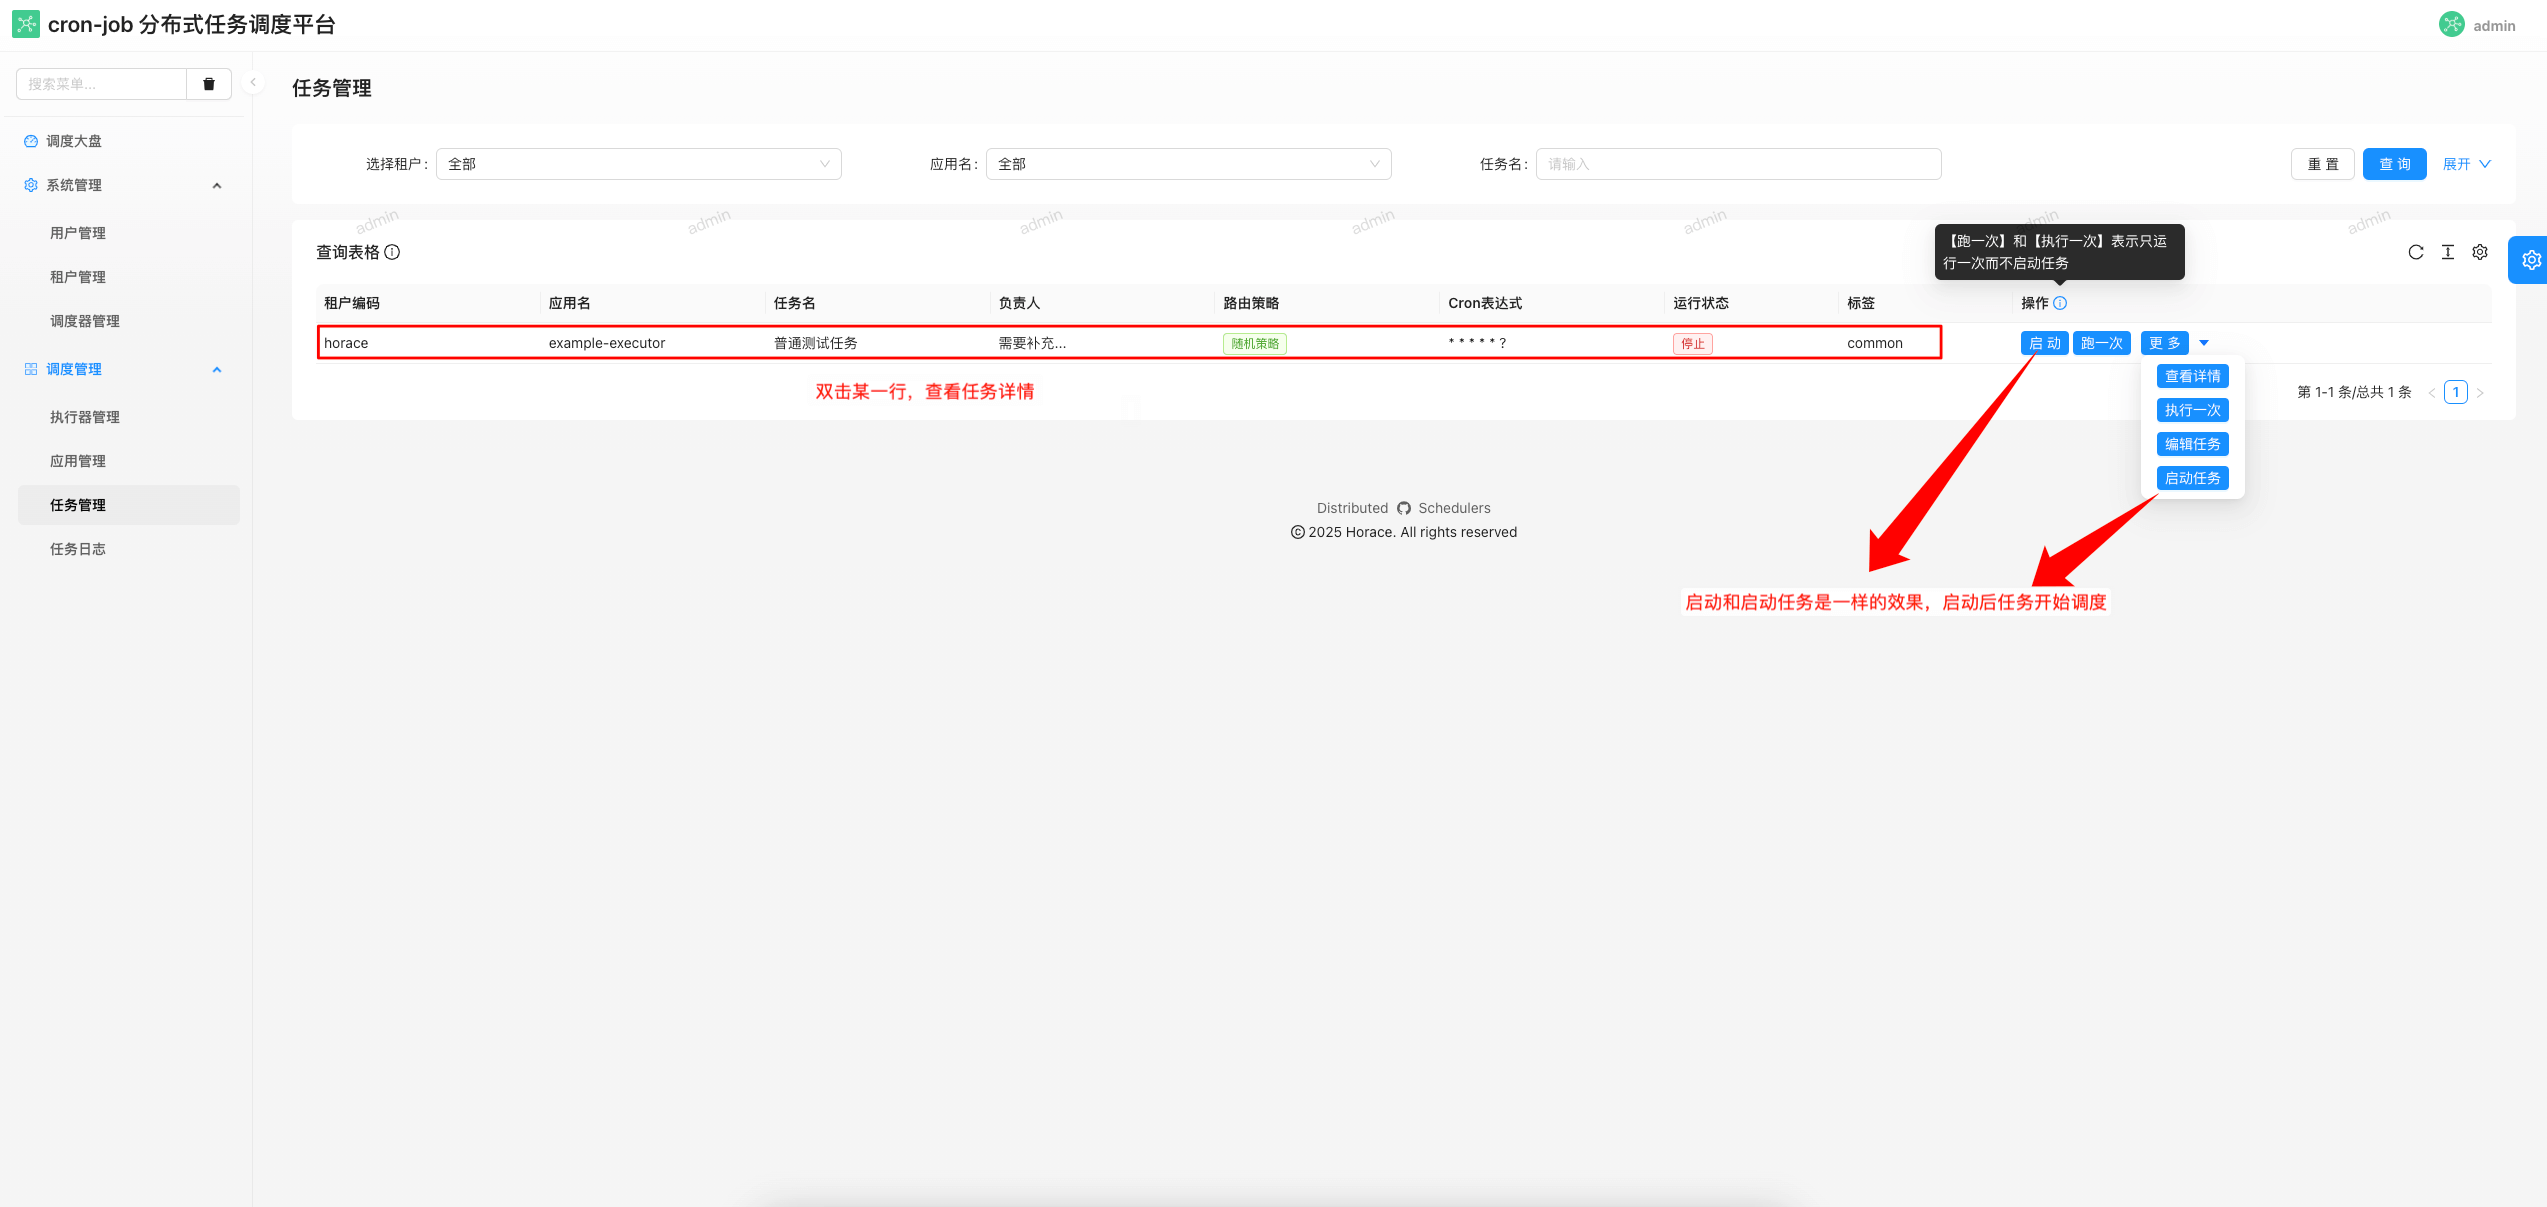 cron-job 分布式任务调度平台
admin
搜索菜单...
调度大盘
系统管理
用户管理
租户管理
调度器管理
调度管理
执行器管理
应用管理
任务管理
任务日志
任务管理
选择租户: 全部
应用名: 全部
任务名: 请输入
重 置
查 询
展开
admin admin admin admin admin admin admin
查询表格
【跑一次】和【执行一次】表示只运
行一次而不启动任务
租户编码 应用名 任务名 负责人 路由策略 Cron表达式 运行状态 标签 操作
horace example-executor 普通测试任务 需要补充... 随机策略 * * * * * ? 停止 common 启 动 跑一次 更 多
查看详情
执行一次
编辑任务
启动任务
双击某一行，查看任务详情
第 1-1 条/总共 1 条 < 1 >
Distributed Schedulers
© 2025 Horace. All rights reserved
启动和启动任务是一样的效果，启动后任务开始调度